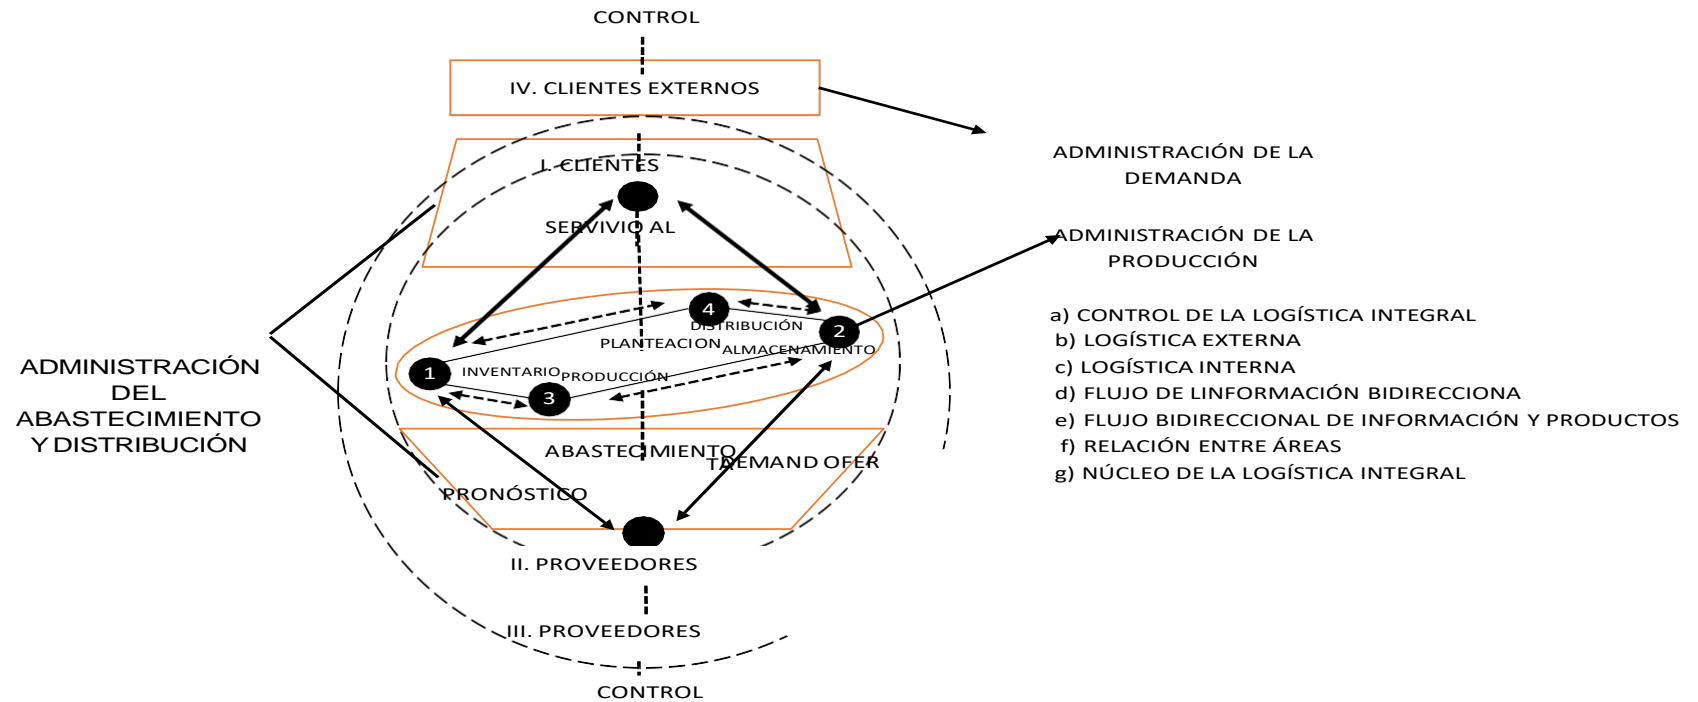 CONTROL
IV. CLIENTES EXTERNOS
I. CLIENTES
SERVIVIO AL
4
DISTRIBUCIÓN
2
PLANTEACION
ALMACENAMIENTO
1
INVENTARIO
PRODUCCIÓN
3
ABASTECIMIENTO
DEMAND OFER
TA
PRONÓSTICO
II. PROVEEDORES
III. PROVEEDORES
CONTROL
ADMINISTRACIÓN
DEL
ABASTECIMIENTO
Y DISTRIBUCIÓN
ADMINISTRACIÓN DE LA
DEMANDA
ADMINISTRACIÓN DE LA
PRODUCCIÓN
a) CONTROL DE LA LOGÍSTICA INTEGRAL
b) LOGÍSTICA EXTERNA
c) LOGÍSTICA INTERNA
d) FLUJO DE LINFORMACIÓN BIDIRECCIONA
e) FLUJO BIDIRECCIONAL DE INFORMACIÓN Y PRODUCTOS
f) RELACIÓN ENTRE ÁREAS
g) NÚCLEO DE LA LOGÍSTICA INTEGRAL